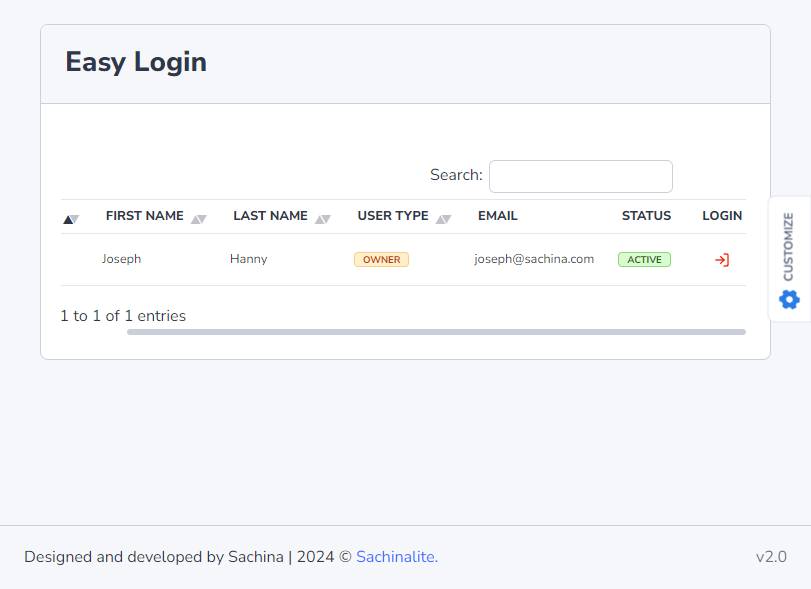 Easy Login
Search:
FIRST NAME LAST NAME USER TYPE EMAIL STATUS LOGIN
Joseph Hanny OWNER joseph@sachina.com ACTIVE
1 to 1 of 1 entries
CUSTOMIZE
Designed and developed by Sachina | 2024 © Sachinalite. v2.0